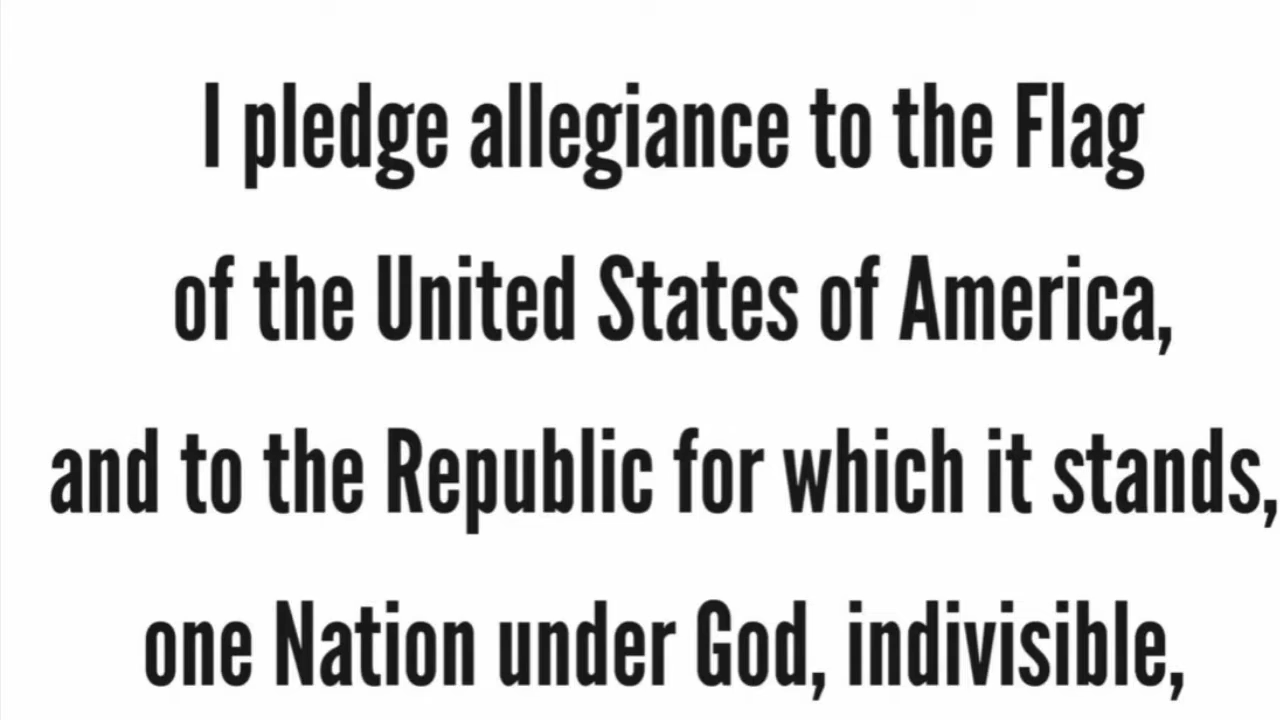 I pledge allegiance to the Flag
of the United States of America,
and to the Republic for which it stands,
one Nation under God, indivisible,